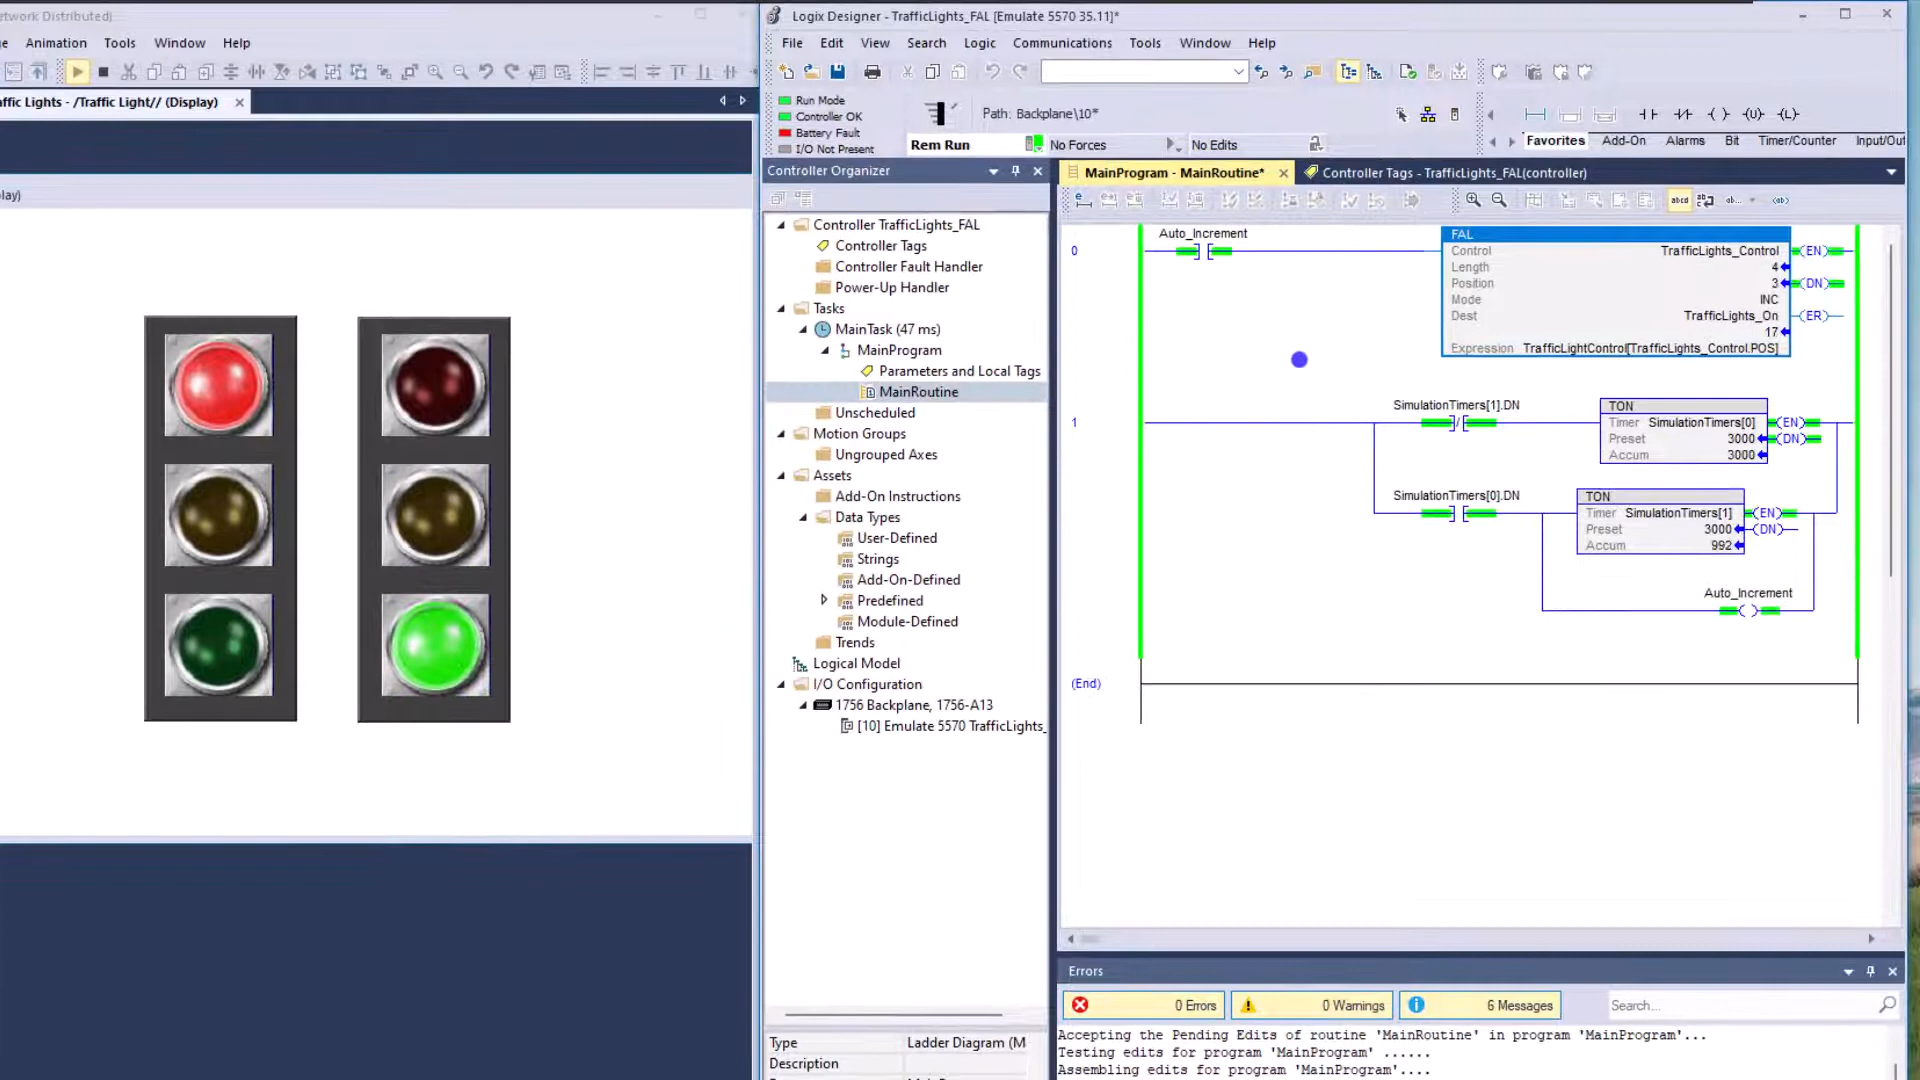 etwork Distributed)
Animation Tools Window Help
affic Lights - /Traffic Light// (Display)
play)
Logix Designer - TrafficLights_FAL [Emulate 5570 35.11]*
File Edit View Search Logic Communications Tools Window Help
Run Mode
Controller OK
Battery Fault
I/O Not Present
Path: Backplane\10*
Rem Run No Forces No Edits
Favorites Add-On Alarms Bit Timer/Counter Input/Out
Controller Organizer
Controller TrafficLights_FAL
Controller Tags
Controller Fault Handler
Power-Up Handler
Tasks
MainTask (47 ms)
MainProgram
Parameters and Local Tags
MainRoutine
Unscheduled
Motion Groups
Ungrouped Axes
Assets
Add-On Instructions
Data Types
User-Defined
Strings
Add-On-Defined
Predefined
Module-Defined
Trends
Logical Model
I/O Configuration
1756 Backplane, 1756-A13
[10] Emulate 5570 TrafficLights_
Type Ladder Diagram (M
Description
MainProgram - MainRoutine* Controller Tags - TrafficLights_FAL(controller)
0
Auto_Increment
FAL
Control TrafficLights_Control
Length 4
Position 3
Mode INC
Dest TrafficLights_On
17
Expression TrafficLightControl[TrafficLights_Control.POS]
EN
DN
ER
1
SimulationTimers[1].DN
TON
Timer SimulationTimers[0]
Preset 3000
Accum 3000
EN
DN
SimulationTimers[0].DN
TON
Timer SimulationTimers[1]
Preset 3000
Accum 992
EN
DN
Auto_Increment
(End)
Errors
0 Errors 0 Warnings 6 Messages Search...
Accepting the Pending Edits of routine 'MainRoutine' in program 'MainProgram'...
Testing edits for program 'MainProgram' ......
Assembling edits for program 'MainProgram'....